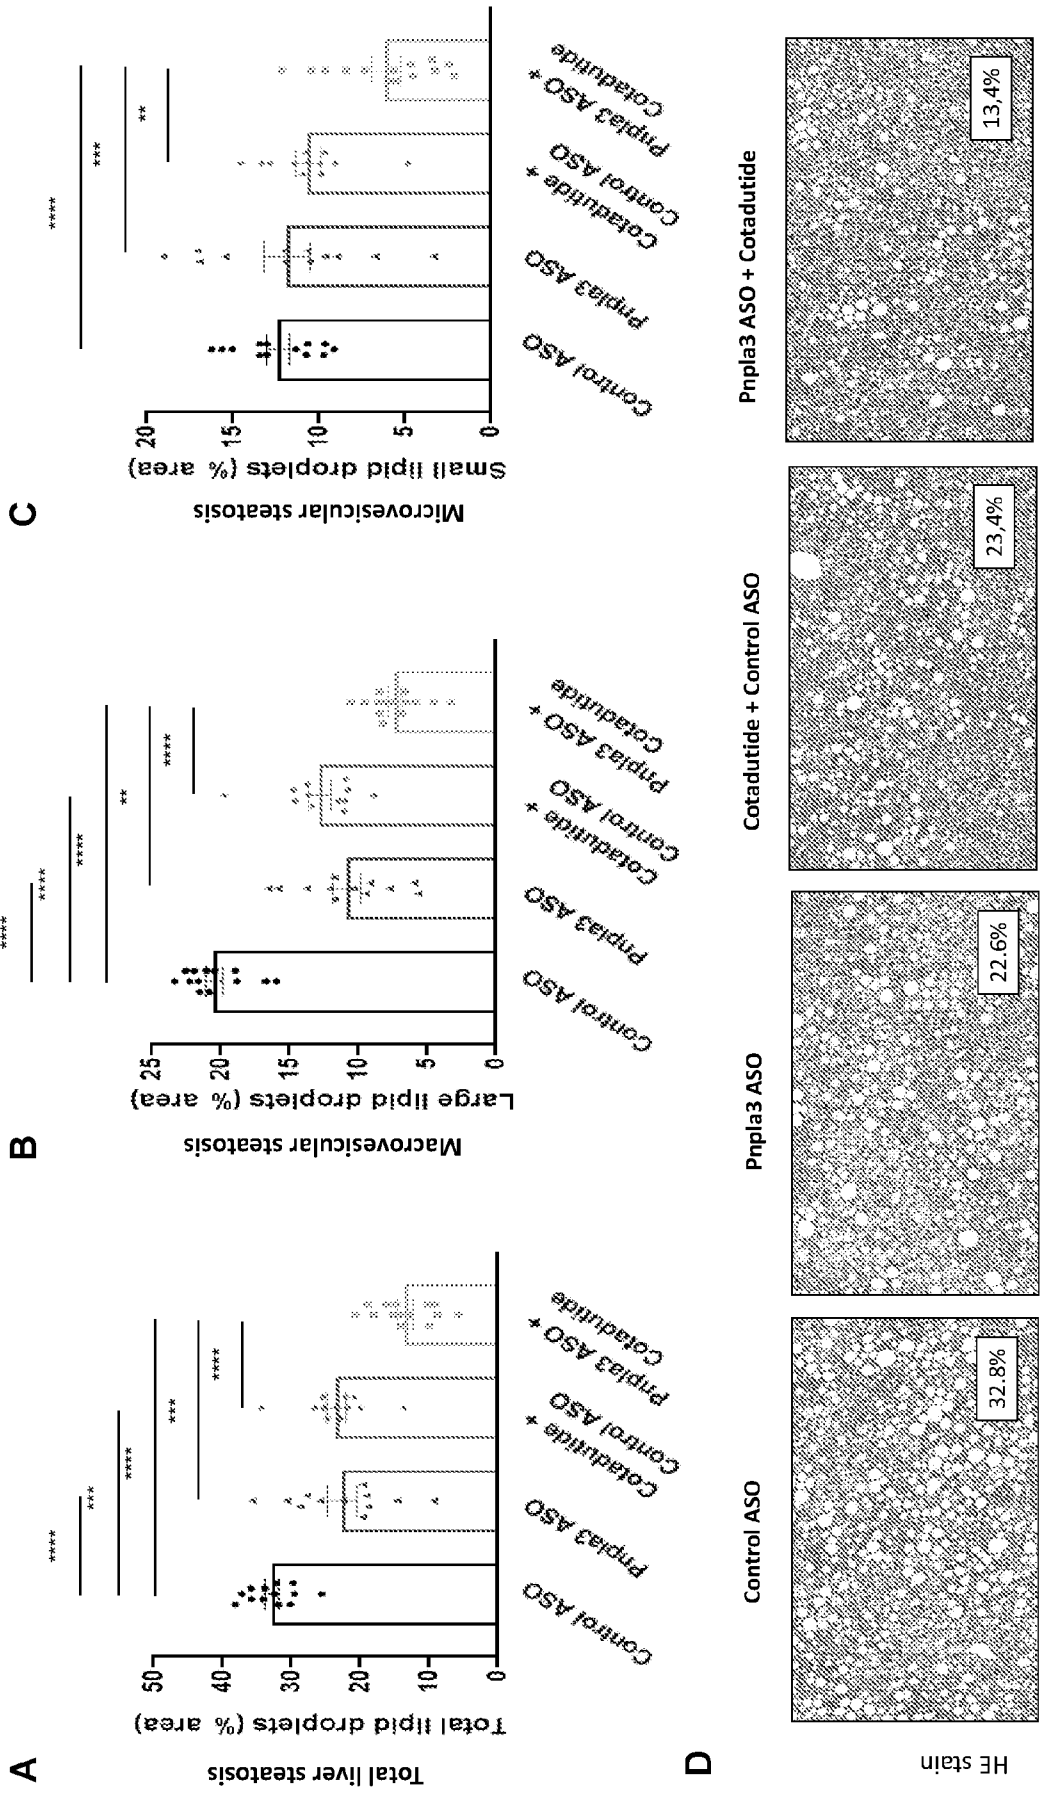 A
Total liver steatosis
Total lipid droplets (% area)
50
40
30
20
10
0
****
***
****
***
****
Control ASO
Pnpla3 ASO
Cotadutide +
Control ASO
Pnpla3 ASO +
Cotadutide
B
Macrovesicular steatosis
Large lipid droplets (% area)
25
20
15
10
5
0
****
****
****
**
****
Control ASO
Pnpla3 ASO
Cotadutide +
Control ASO
Pnpla3 ASO +
Cotadutide
C
Microvesicular steatosis
Small lipid droplets (% area)
20
15
10
5
0
****
***
**
Control ASO
Pnpla3 ASO
Cotadutide +
Control ASO
Pnpla3 ASO +
Cotadutide
D
HE stain
Control ASO
32.8%
Pnpla3 ASO
22.6%
Cotadutide + Control ASO
23,4%
Pnpla3 ASO + Cotadutide
13,4%